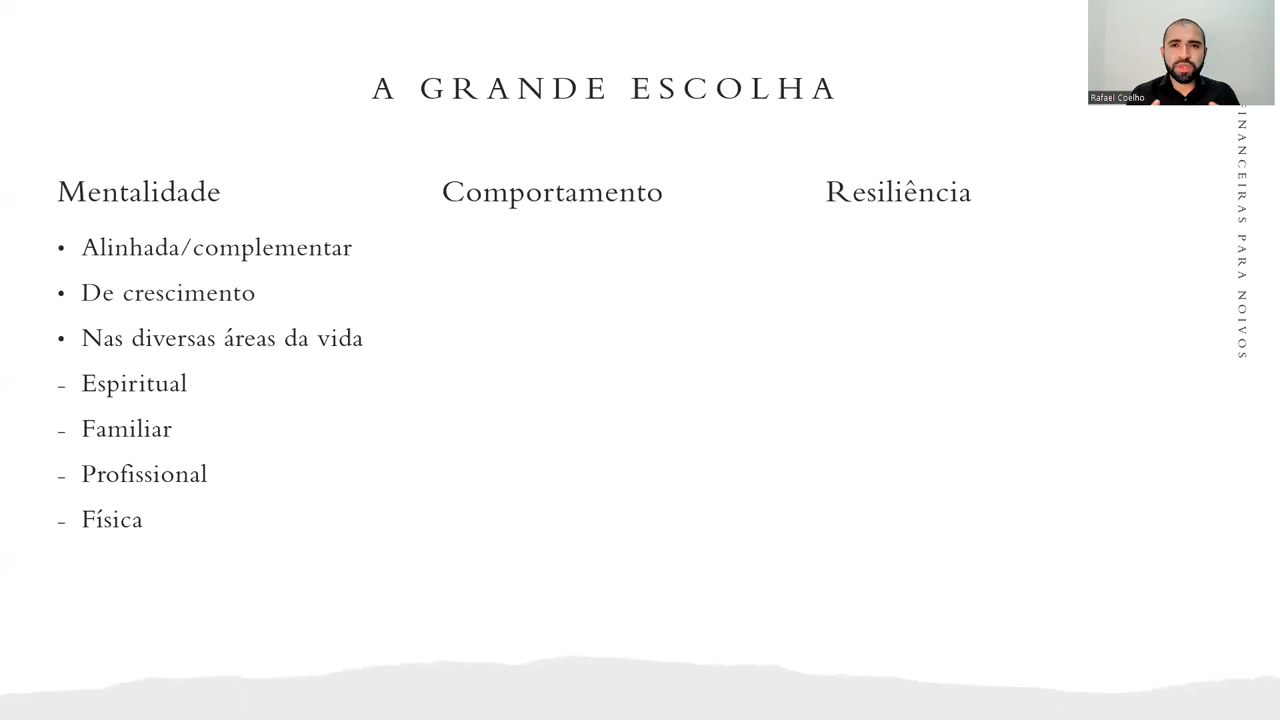 A GRANDE ESCOLHA
Rafael Coelho
Mentalidade
• Alinhada/complementar
• De crescimento
• Nas diversas áreas da vida
- Espiritual
- Familiar
- Profissional
- Física
Comportamento
Resiliência
FINANCEIRAS PARA NOIVOS